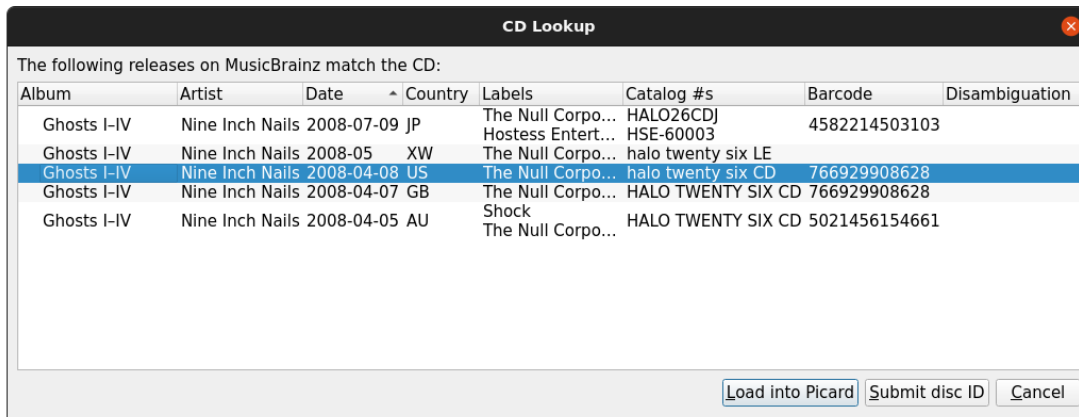 CD Lookup
The following releases on MusicBrainz match the CD:
Album Artist Date Country Labels Catalog #s Barcode Disambiguation
Ghosts I–IV Nine Inch Nails 2008-07-09 JP The Null Corpo... HALO26CDJ 4582214503103
Hostess Entert... HSE-60003
Ghosts I–IV Nine Inch Nails 2008-05 XW The Null Corpo... halo twenty six LE
Ghosts I–IV Nine Inch Nails 2008-04-08 US The Null Corpo... halo twenty six CD 766929908628
Ghosts I–IV Nine Inch Nails 2008-04-07 GB The Null Corpo... HALO TWENTY SIX CD 766929908628
Ghosts I–IV Nine Inch Nails 2008-04-05 AU Shock HALO TWENTY SIX CD 5021456154661
The Null Corpo...
Load into Picard Submit disc ID Cancel